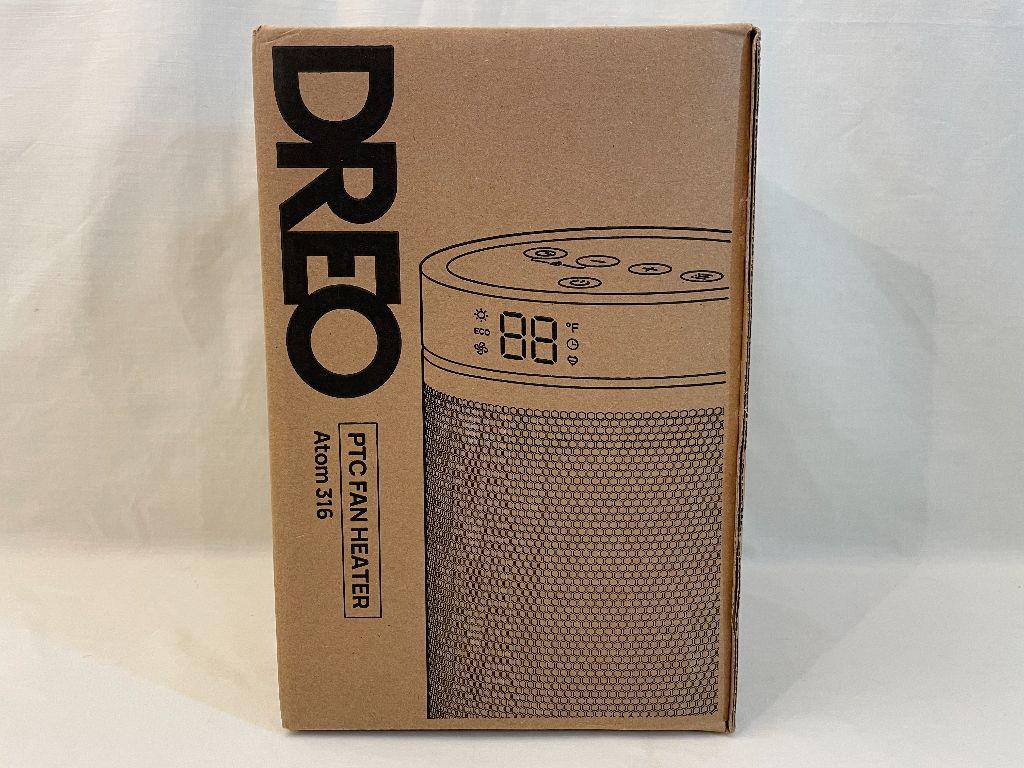 DREO
PTC FAN HEATER
Atom 316
ECO
88
°F